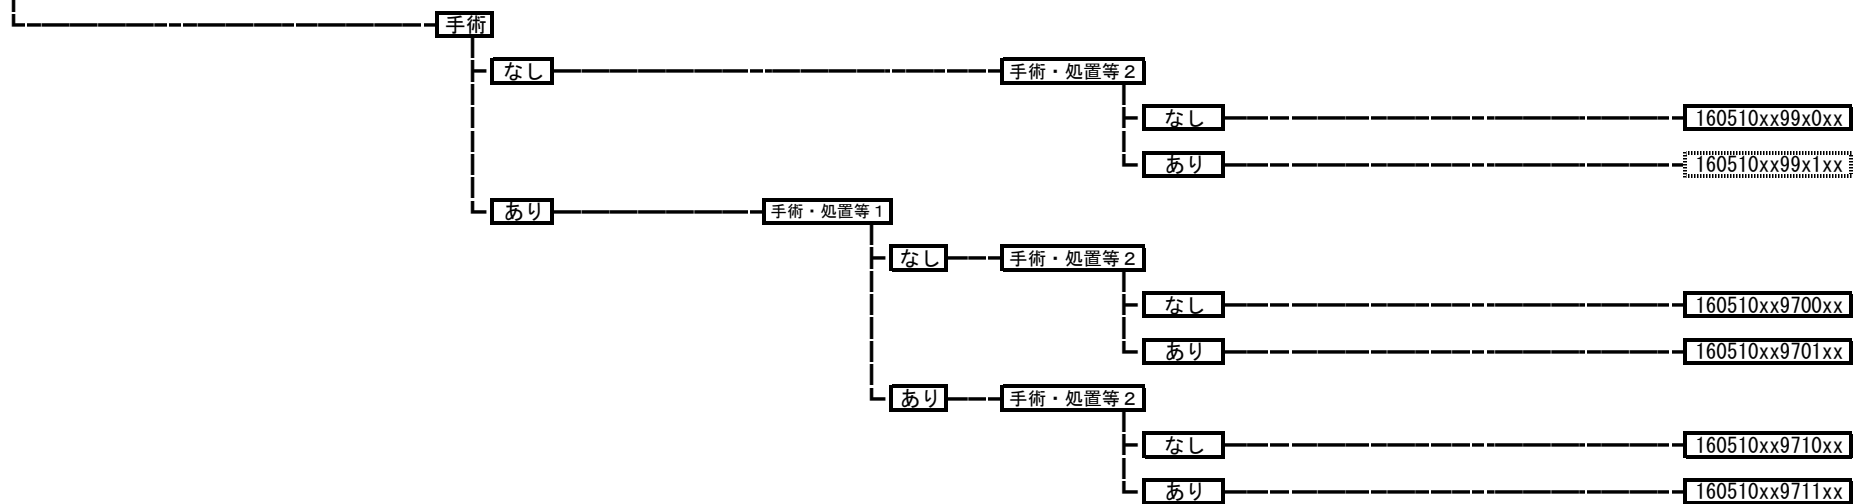 手術
なし 手術・処置等２
なし 160510xx99x0xx
あり 160510xx99x1xx
あり 手術・処置等１
なし 手術・処置等２
なし 160510xx9700xx
あり 160510xx9701xx
あり 手術・処置等２
なし 160510xx9710xx
あり 160510xx9711xx